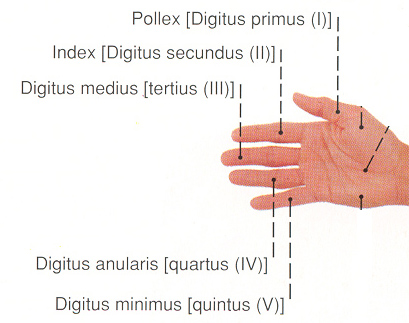 Pollex [Digitus primus (I)]
Index [Digitus secundus (II)]
Digitus medius [tertius (III)]
Digitus anularis [quartus (IV)]
Digitus minimus [quintus (V)]